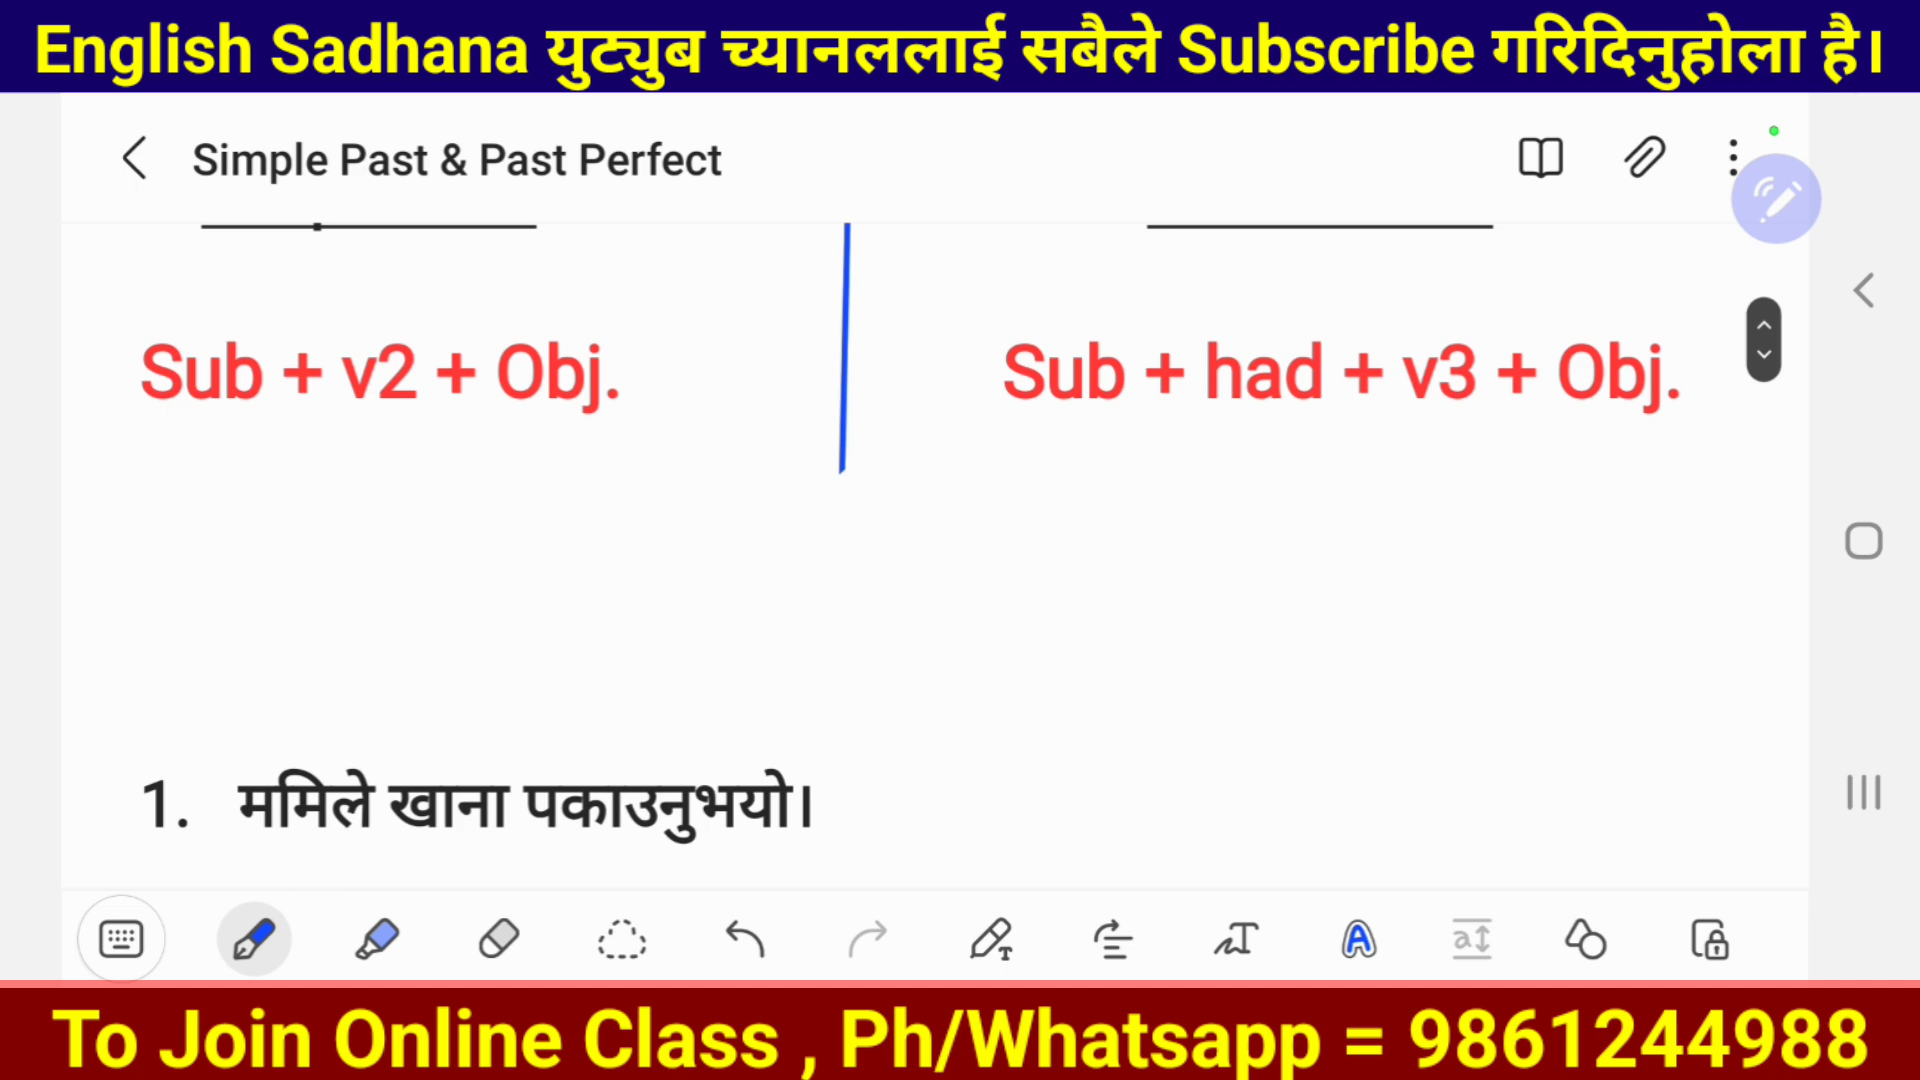 English Sadhana युट्युब च्यानललाई सबैले Subscribe गरिदिनुहोला है।
Simple Past & Past Perfect
Sub + v2 + Obj.
Sub + had + v3 + Obj.
1. ममिले खाना पकाउनुभयो।
To Join Online Class , Ph/Whatsapp = 9861244988